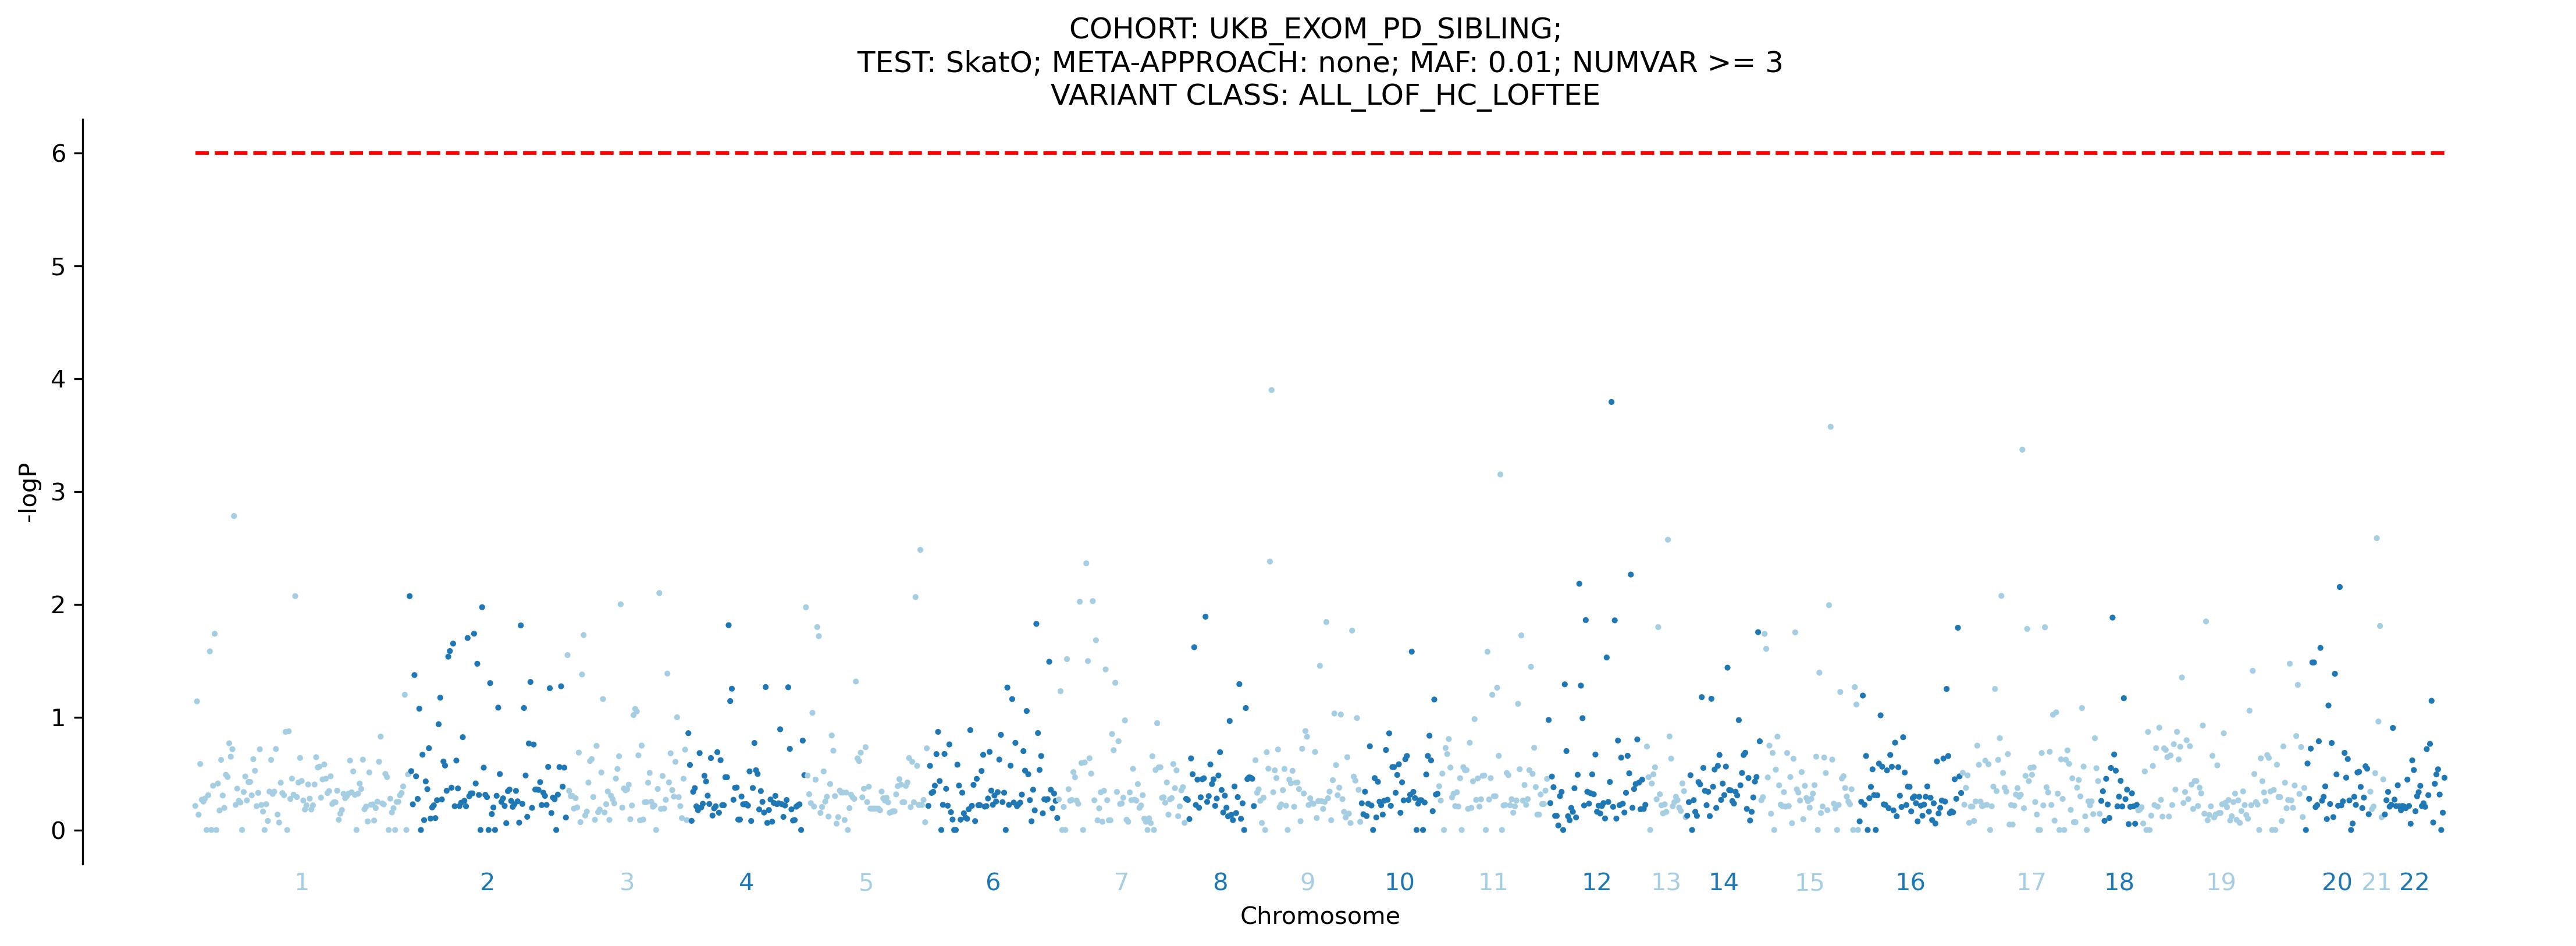 COHORT: UKB_EXOM_PD_SIBLING;
TEST: SkatO; META-APPROACH: none; MAF: 0.01; NUMVAR >= 3
VARIANT CLASS: ALL_LOF_HC_LOFTEE
6
5
4
3
2
1
0
-logP
1 2 3 4 5 6 7 8 9 10 11 12 13 14 15 16 17 18 19 20 21 22
Chromosome